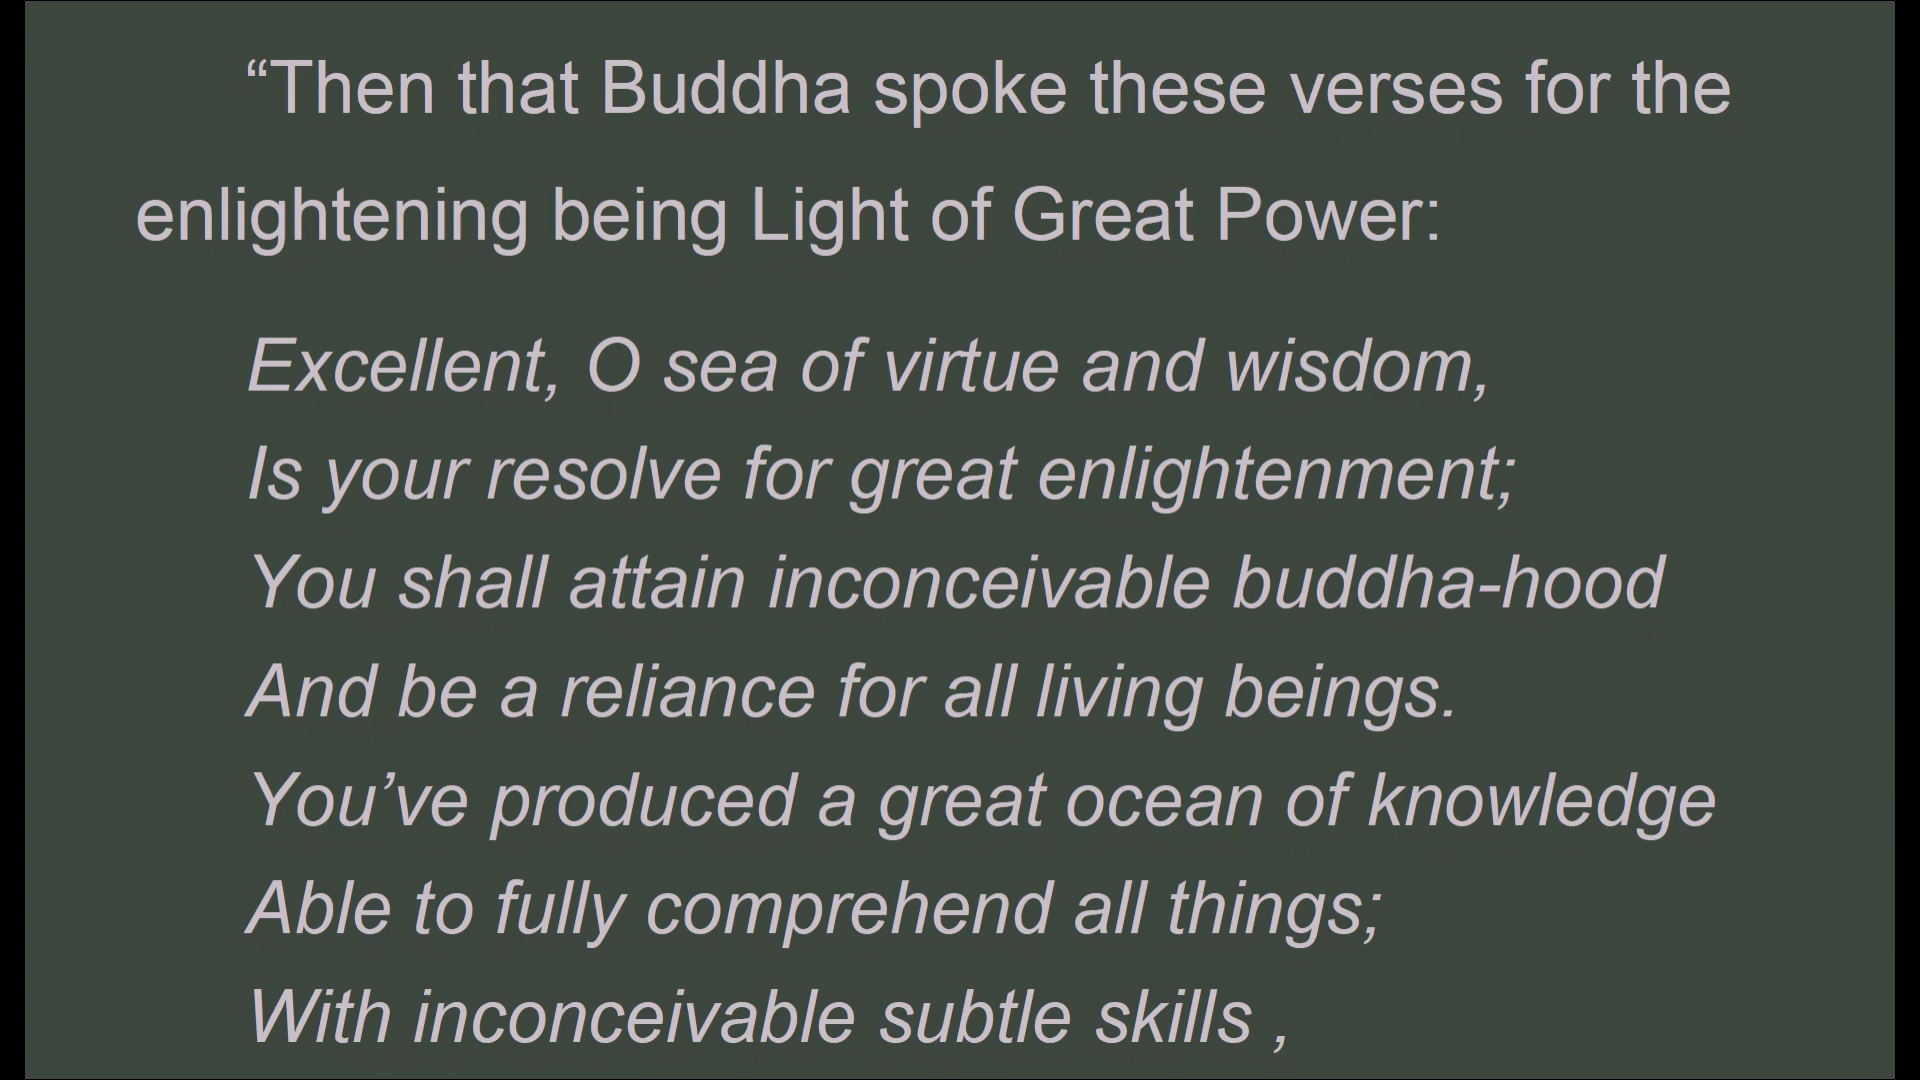 “Then that Buddha spoke these verses for the
enlightening being Light of Great Power:
Excellent, O sea of virtue and wisdom,
Is your resolve for great enlightenment;
You shall attain inconceivable buddha-hood
And be a reliance for all living beings.
You’ve produced a great ocean of knowledge
Able to fully comprehend all things;
With inconceivable subtle skills ,